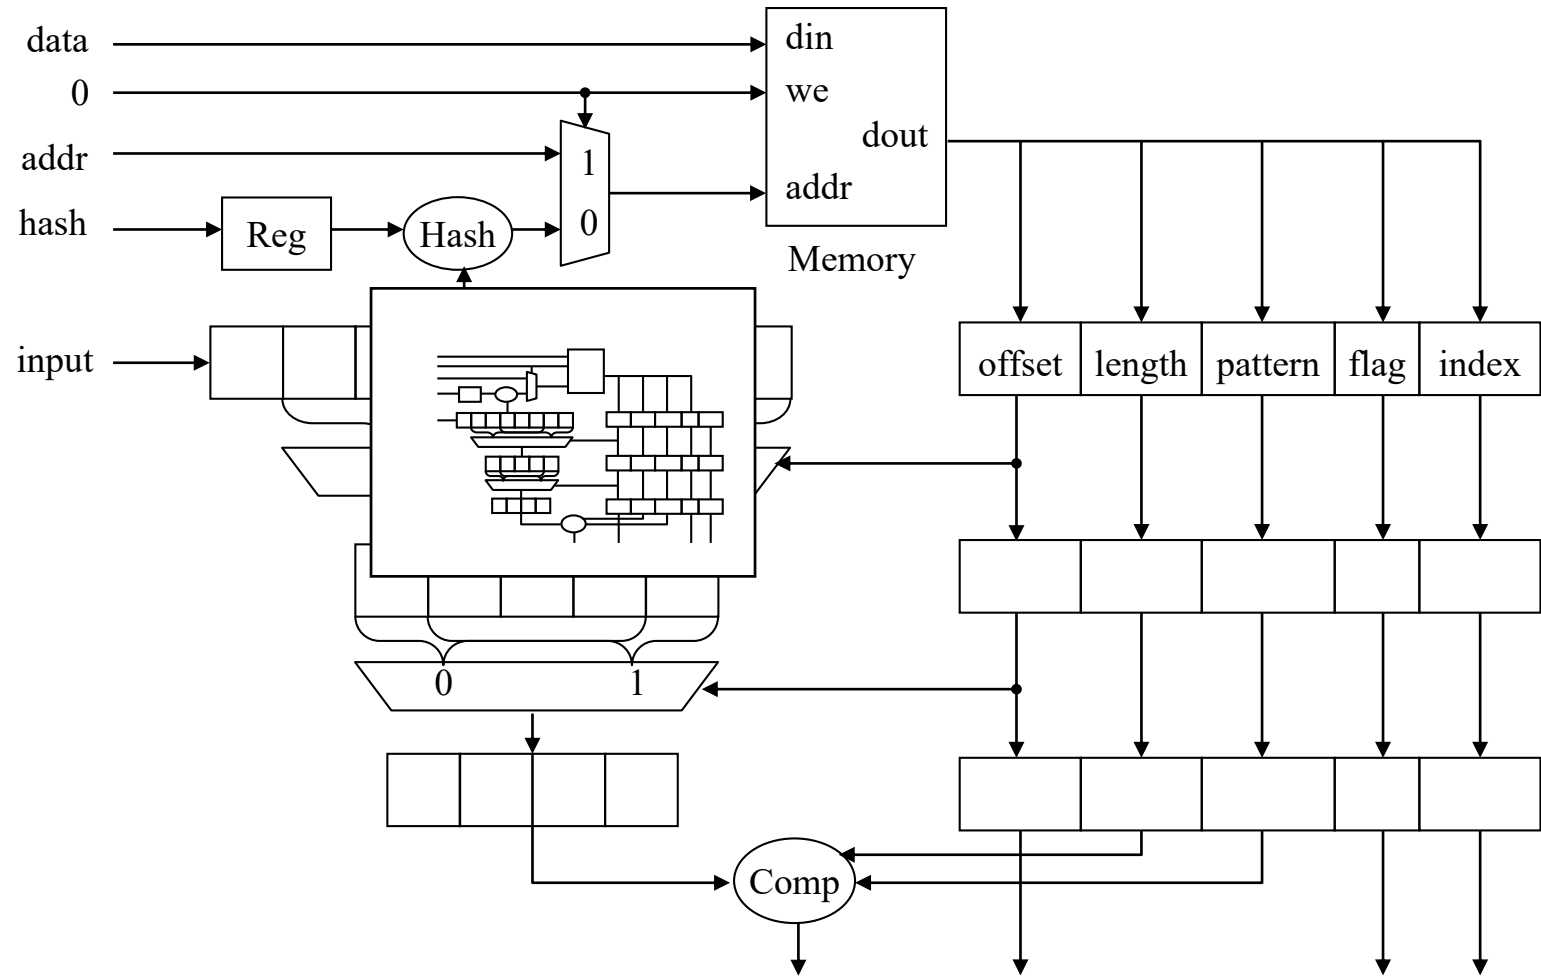 data
din
0
we
dout
addr
1
addr
hash
Reg
Hash
0
Memory
input
offset
length
pattern
flag
index
0
1
Comp